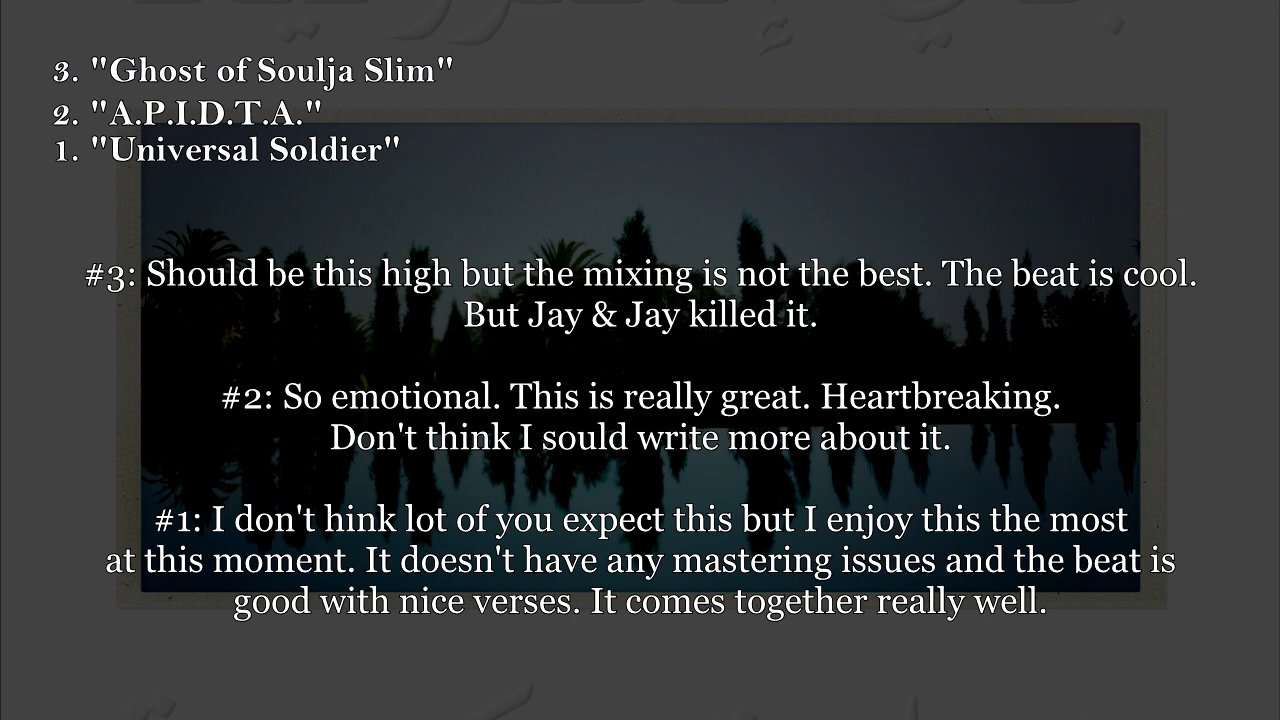 3. "Ghost of Soulja Slim"
2. "A.P.I.D.T.A."
1. "Universal Soldier"
#3: Should be this high but the mixing is not the best. The beat is cool.
But Jay & Jay killed it.
#2: So emotional. This is really great. Heartbreaking.
Don't think I sould write more about it.
#1: I don't hink lot of you expect this but I enjoy this the most
at this moment. It doesn't have any mastering issues and the beat is
good with nice verses. It comes together really well.